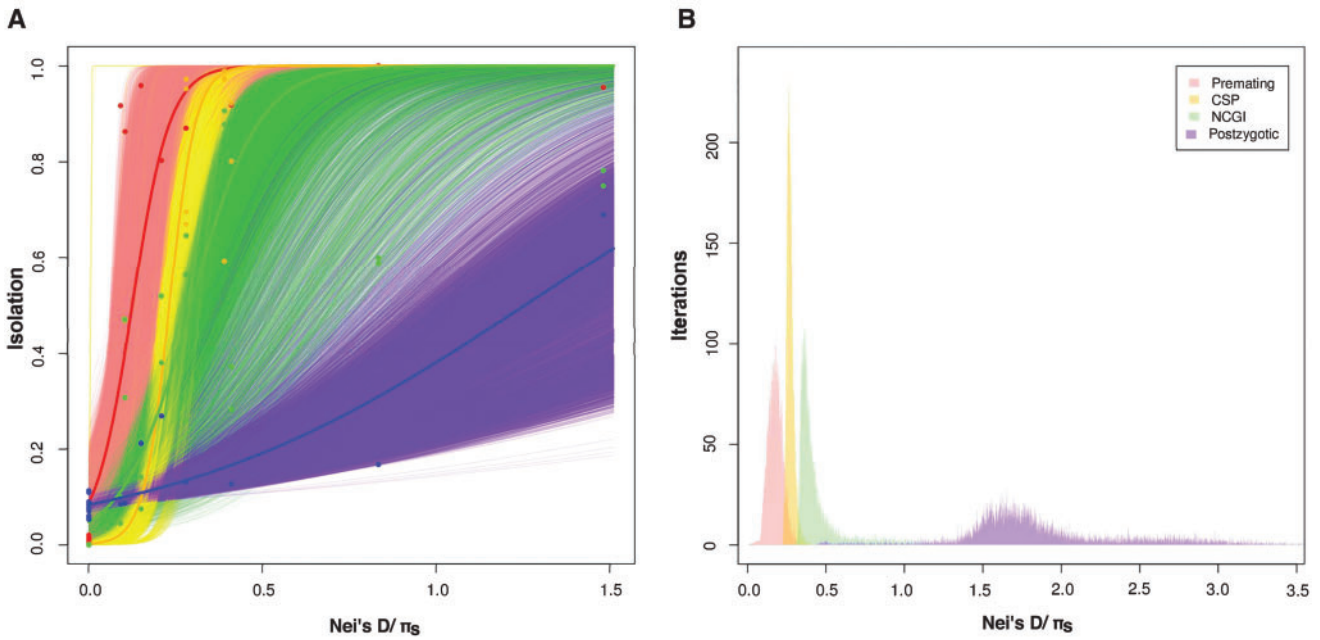 A
Isolation
1.0
0.8
0.6
0.4
0.2
0.0
0.0 0.5 1.0 1.5
Nei's D/ πs
B
Iterrations
200
150
100
50
0
Premating
CSP
NCGI
Postzygotic
0.0 0.5 1.0 1.5 2.0 2.5 3.0 3.5
Nei's D/ πs